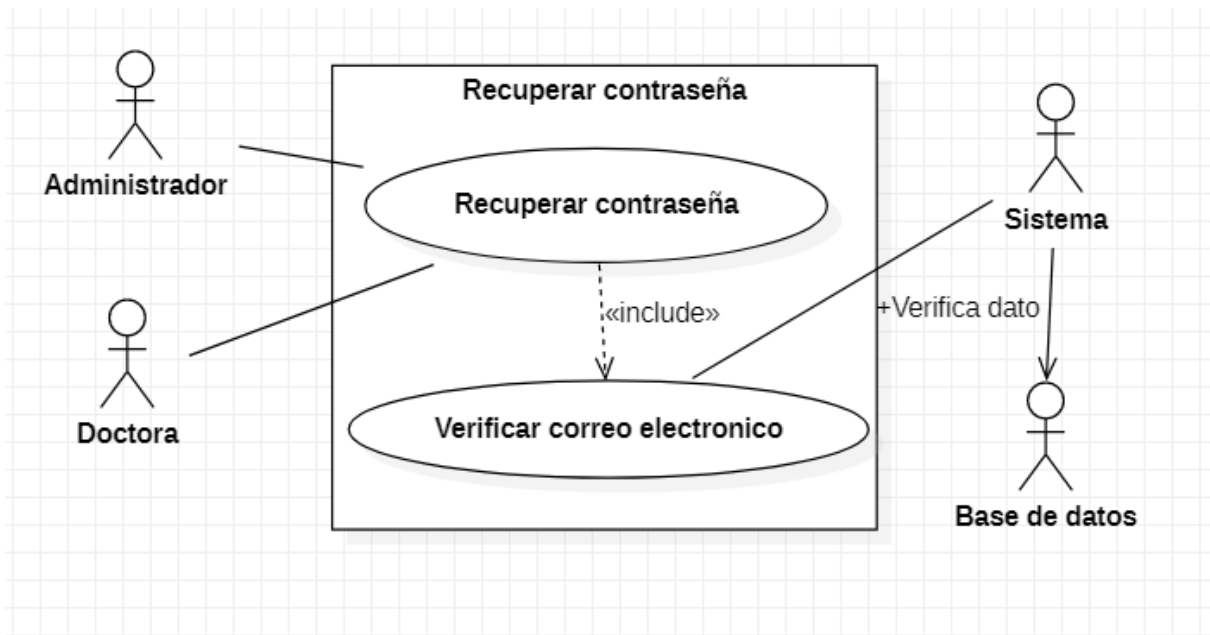 Recuperar contraseña
Administrador
Recuperar contraseña
Sistema
«include»
+Verifica dato
Doctora
Verificar correo electronico
Base de datos